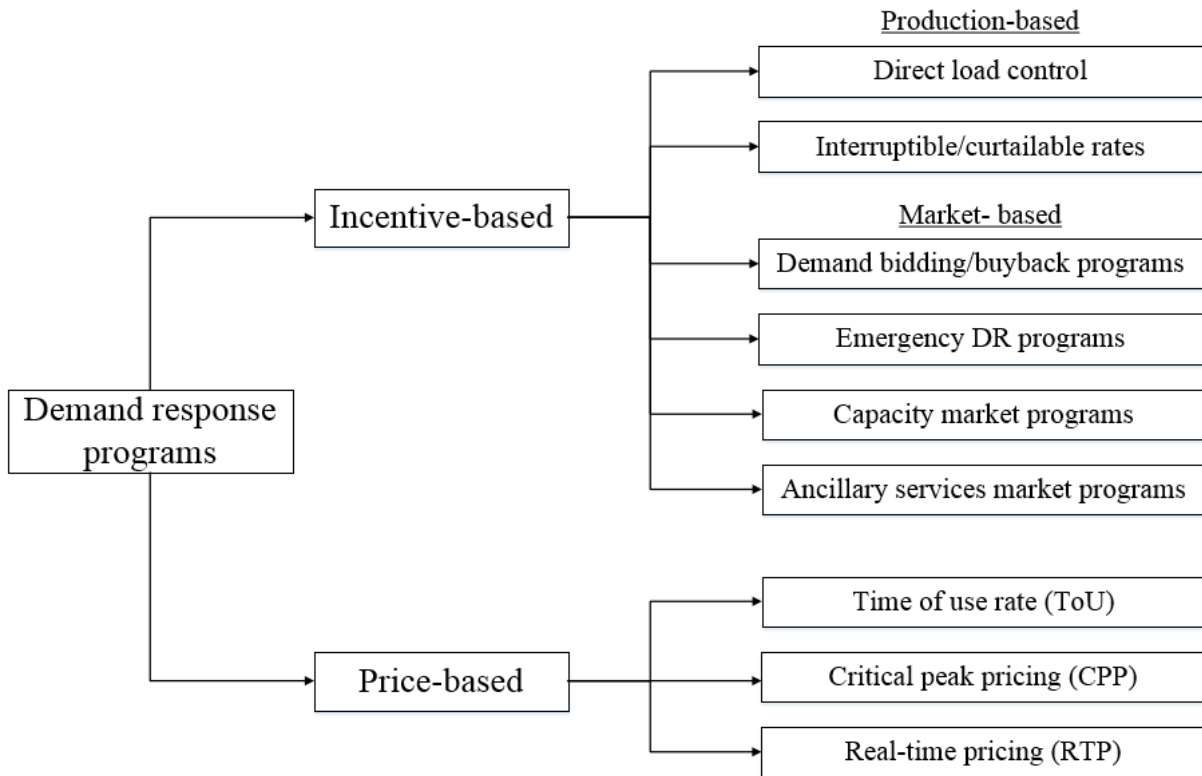 Production-based
Direct load control
Interruptible/curtailable rates
Incentive-based
Market- based
Demand bidding/buyback programs
Emergency DR programs
Demand response
programs
Capacity market programs
Ancillary services market programs
Time of use rate (ToU)
Price-based
Critical peak pricing (CPP)
Real-time pricing (RTP)